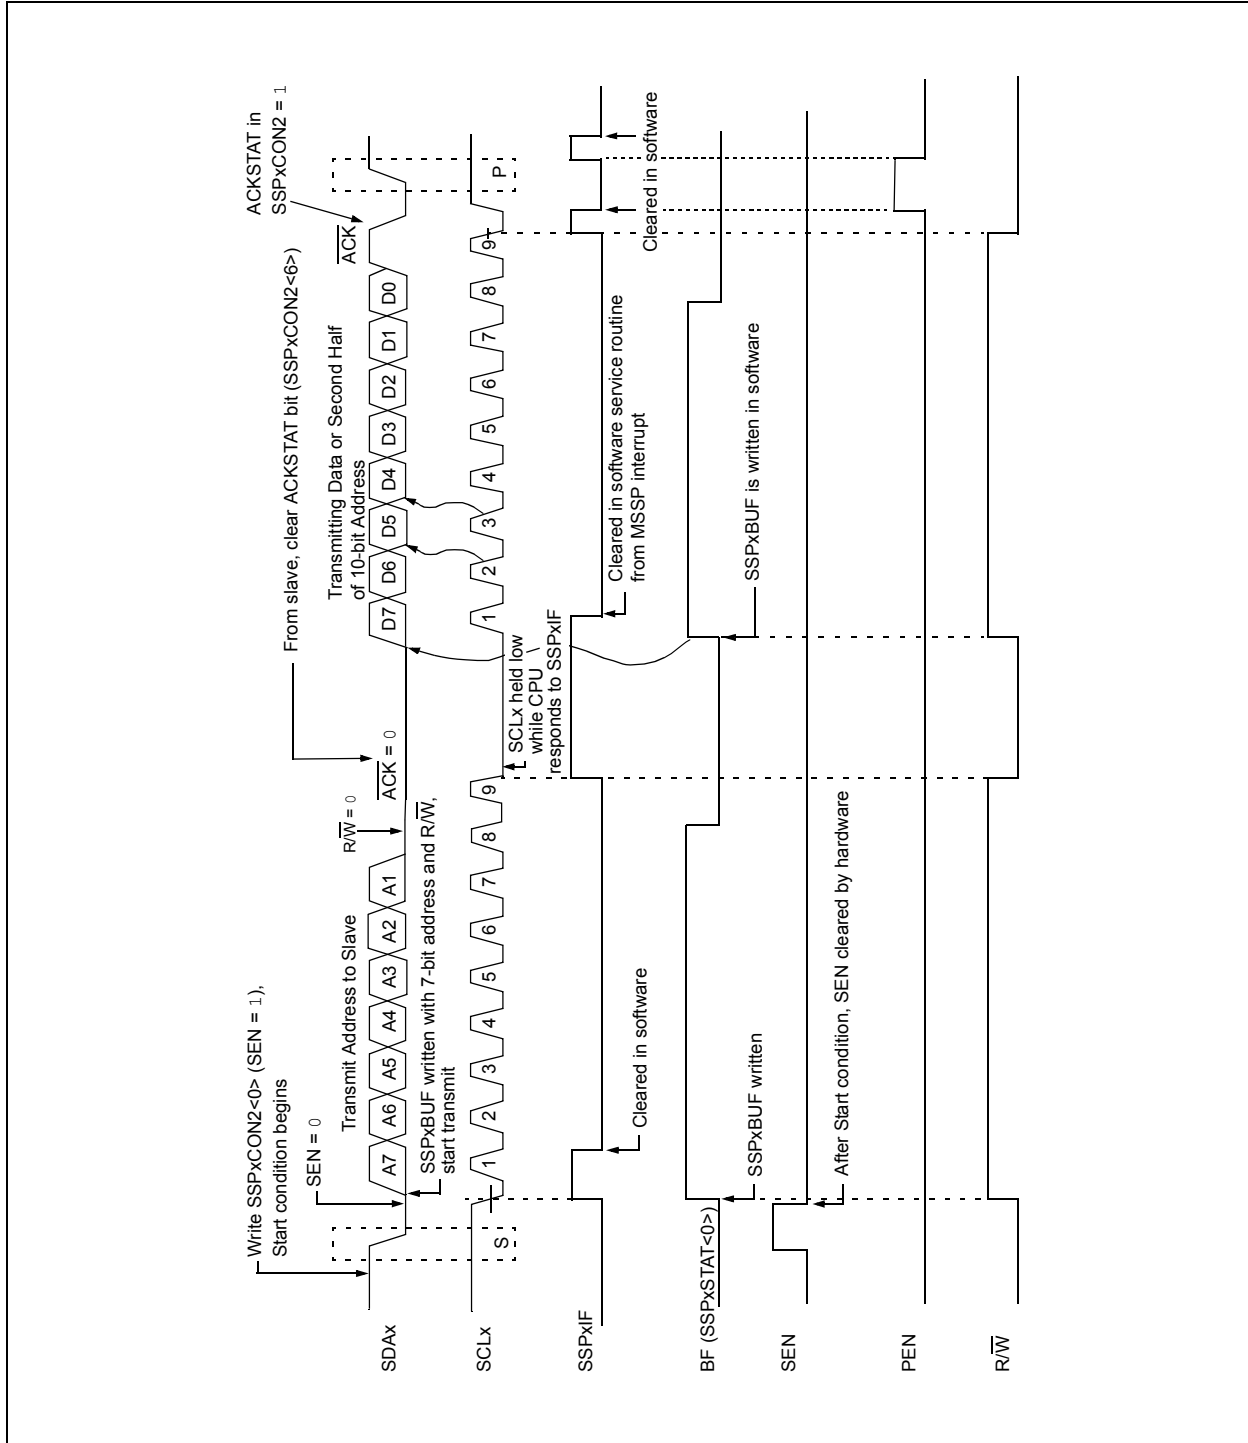 Write SSPxCON2<0> (SEN = 1),
Start condition begins
SEN = 0
Transmit Address to Slave
R/W = 0
From slave, clear ACKSTAT bit (SSPxCON2<6>)
ACK = 0
Transmitting Data or Second Half
of 10-bit Address
ACKSTAT in
SSPxCON2 = 1
ACK
SDAx
A7 A6 A5 A4 A3 A2 A1
D7 D6 D5 D4 D3 D2 D1 D0
SSPxBUF written with 7-bit address and R/W,
start transmit
SCLx
S
1 2 3 4 5 6 7 8 9
1 2 3 4 5 6 7 8 9
P
SCLx held low
while CPU
responds to SSPxIF
SSPxIF
Cleared in software
Cleared in software service routine
from MSSP interrupt
Cleared in software
Cleared in software
BF (SSPxSTAT<0>)
SSPxBUF written
SSPxBUF is written in software
SEN
After Start condition, SEN cleared by hardware
PEN
R/W